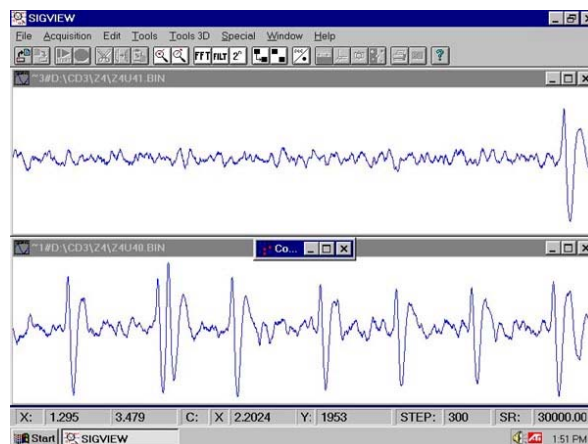 SIGVIEW
File Acquisition Edit Tools Tools 3D Special Window Help
FFT FILT 2ⁿ ?
~3#D:\CD3\Z4\Z4U41.BIN
~1#D:\CD3\Z4\Z4U40.BIN
Co...
X: 1.295 3.479 C: X 2.2024 Y: 1953 STEP: 300 SR: 30000.00
Start SIGVIEW ATI 1:51 PM